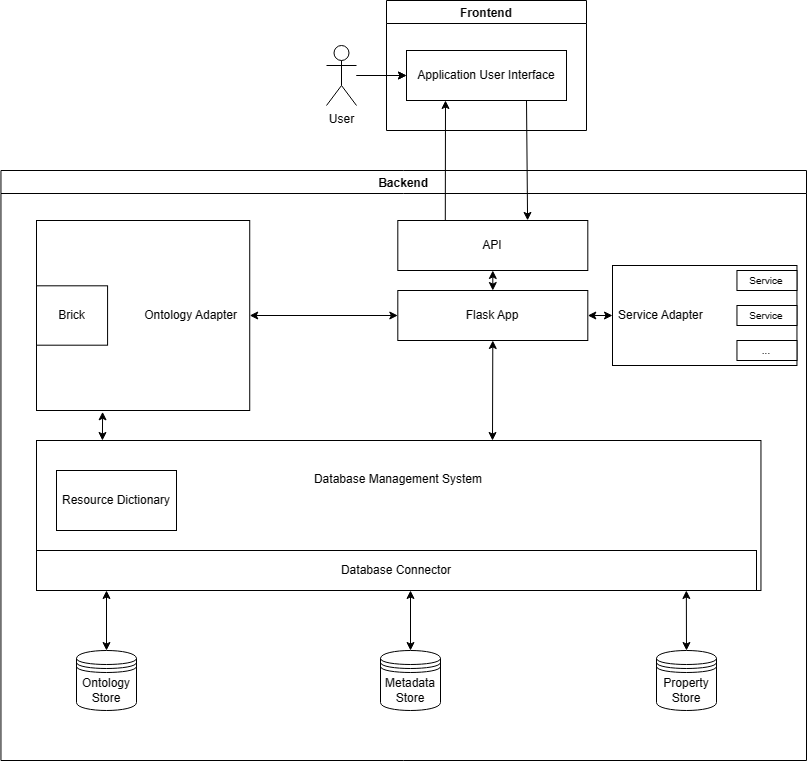 Frontend
Application User Interface
User
Backend
API
Service
Brick
Ontology Adapter
Flask App
Service Adapter
Service
...
Database Management System
Resource Dictionary
Database Connector
Ontology
Store
Metadata
Store
Property
Store